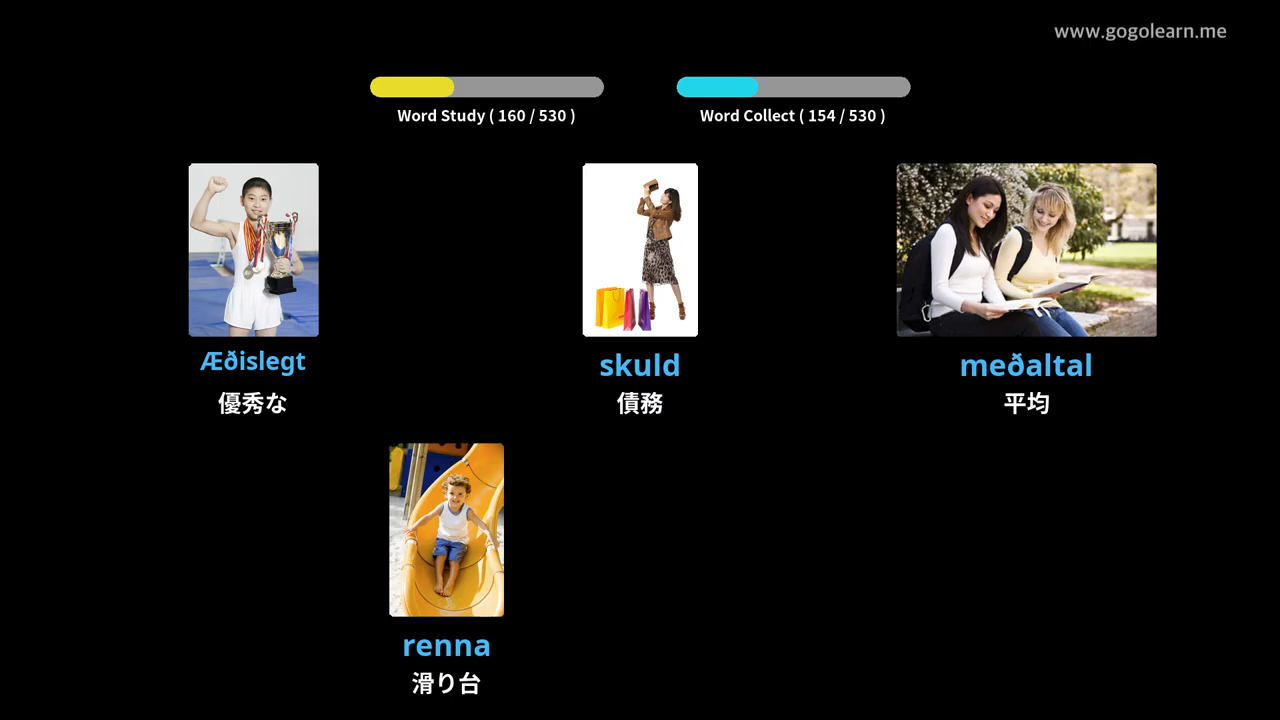 www.gogolearn.me
Word Study ( 160 / 530 )
Word Collect ( 154 / 530 )
Æðislegt
優秀な
skuld
債務
meðaltal
平均
renna
滑り台